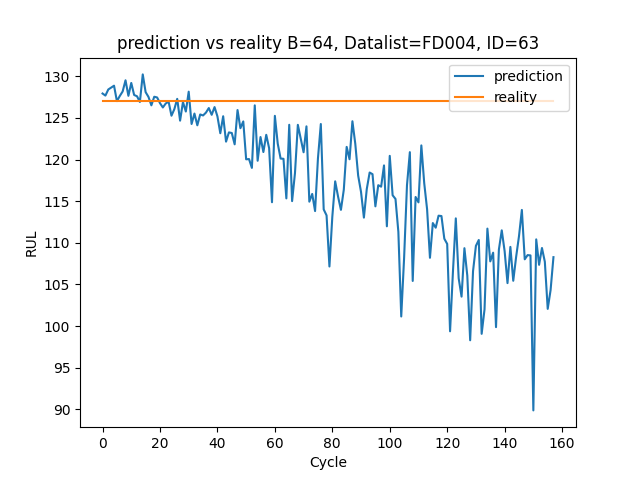 prediction vs reality B=64, Datalist=FD004, ID=63
prediction
reality
RUL
130
125
120
115
110
105
100
95
90
0 20 40 60 80 100 120 140 160
Cycle